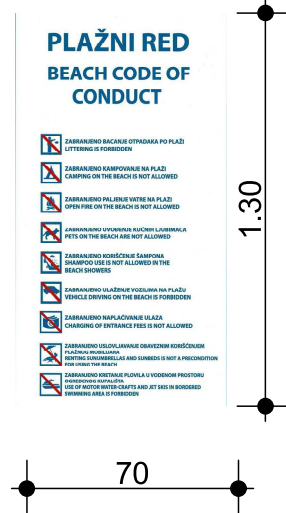 PLAŽNI RED
BEACH CODE OF
CONDUCT
ZABRANJENO BACANJE OTPADAKA PO PLAŽI
LITTERING IS FORBIDDEN
ZABRANJENO KAMPOVANJE NA PLAŽI
CAMPING ON THE BEACH IS NOT ALLOWED
ZABRANJENO PALJENJE VATRE NA PLAŽI
OPEN FIRE ON THE BEACH IS NOT ALLOWED
ZABRANJENO UVOĐENJE KUĆNIH LJUBIMACA
PETS ON THE BEACH ARE NOT ALLOWED
ZABRANJENO KORIŠĆENJE ŠAMPONA
SHAMPOO USE IS NOT ALLOWED IN THE
BEACH SHOWERS
ZABRANJENO ULAŽENJE VOZILIMA NA PLAŽU
VEHICLE DRIVING ON THE BEACH IS FORBIDDEN
ZABRANJENO NAPLAĆIVANJE ULAZA
CHARGING OF ENTRANCE FEES IS NOT ALLOWED
ZABRANJENO USLOVLJAVANJE OBAVEZNIM KORIŠĆENJEM
PLAŽNOG MOBILIJARA
RENTING SUNUMBRELLAS AND SUNBEDS IS NOT A PRECONDITION
FOR USING THE BEACH
ZABRANJENO KRETANJE PLOVILA U VODENOM PROSTORU
OGRAĐENOG KUPALIŠTA
USE OF MOTOR WATER-CRAFTS AND JET SKIS IN BORDERED
SWIMMING AREA IS FORBIDDEN
1.30
70